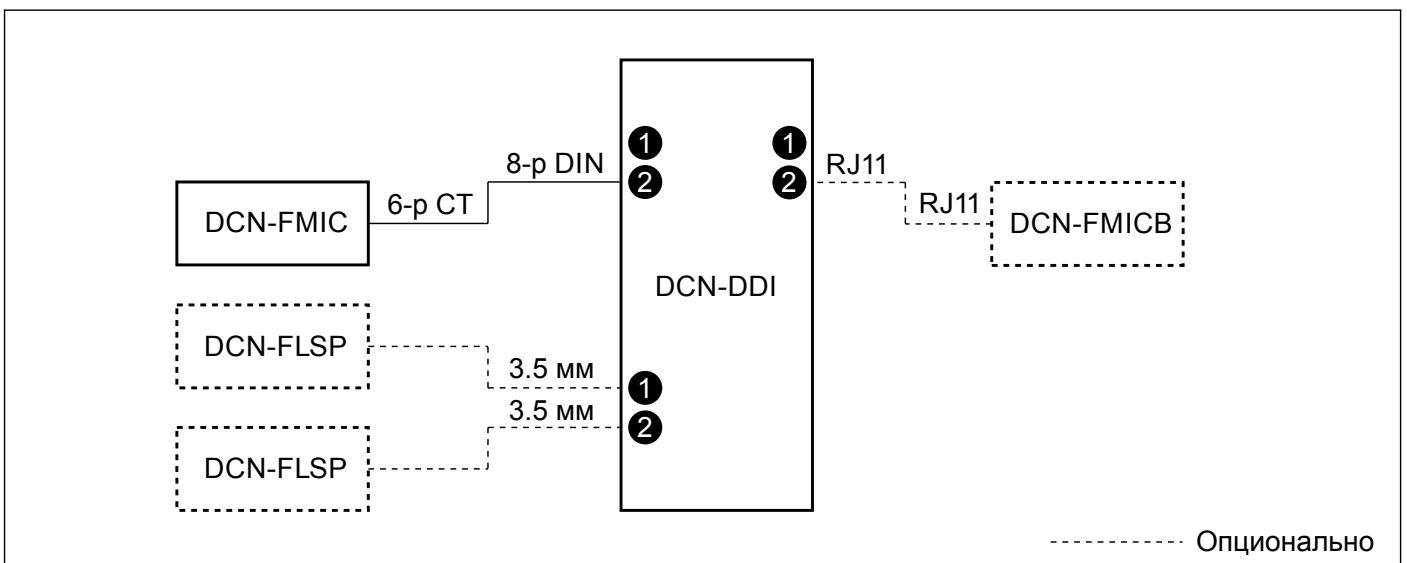 1 1
8-p DIN 2 2 RJ11
DCN-FMIC 6-p CT RJ11 DCN-FMICB
DCN-DDI
DCN-FLSP 3.5 мм 1
3.5 мм 2
DCN-FLSP
Опционально